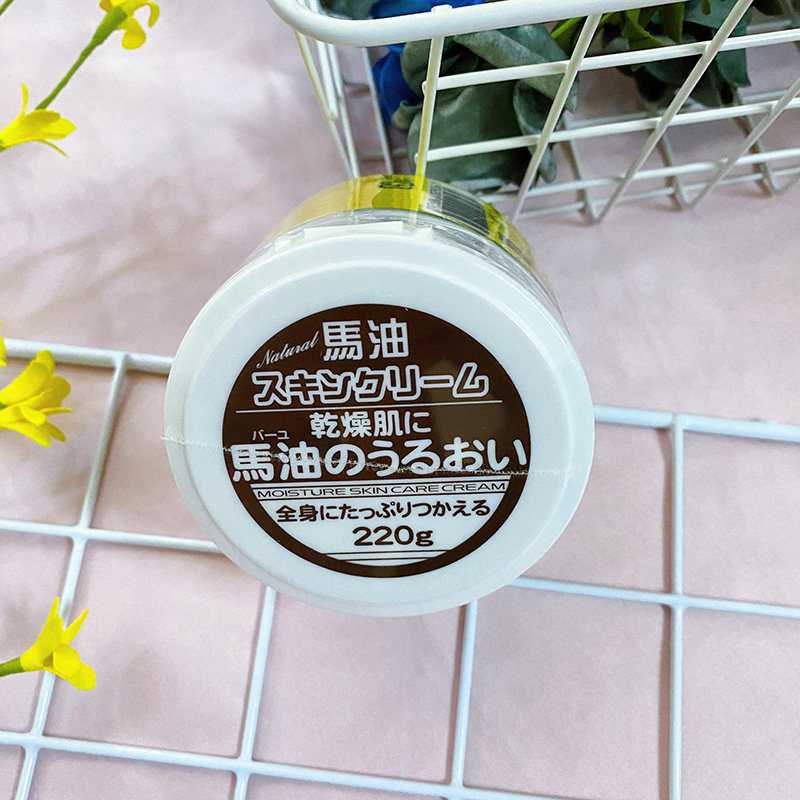 Natural 馬油
スキンクリーム
乾燥肌に
バーユ
馬油のうるおい
MOISTURE SKIN CARE CREAM
全身にたっぷりつかえる
220g